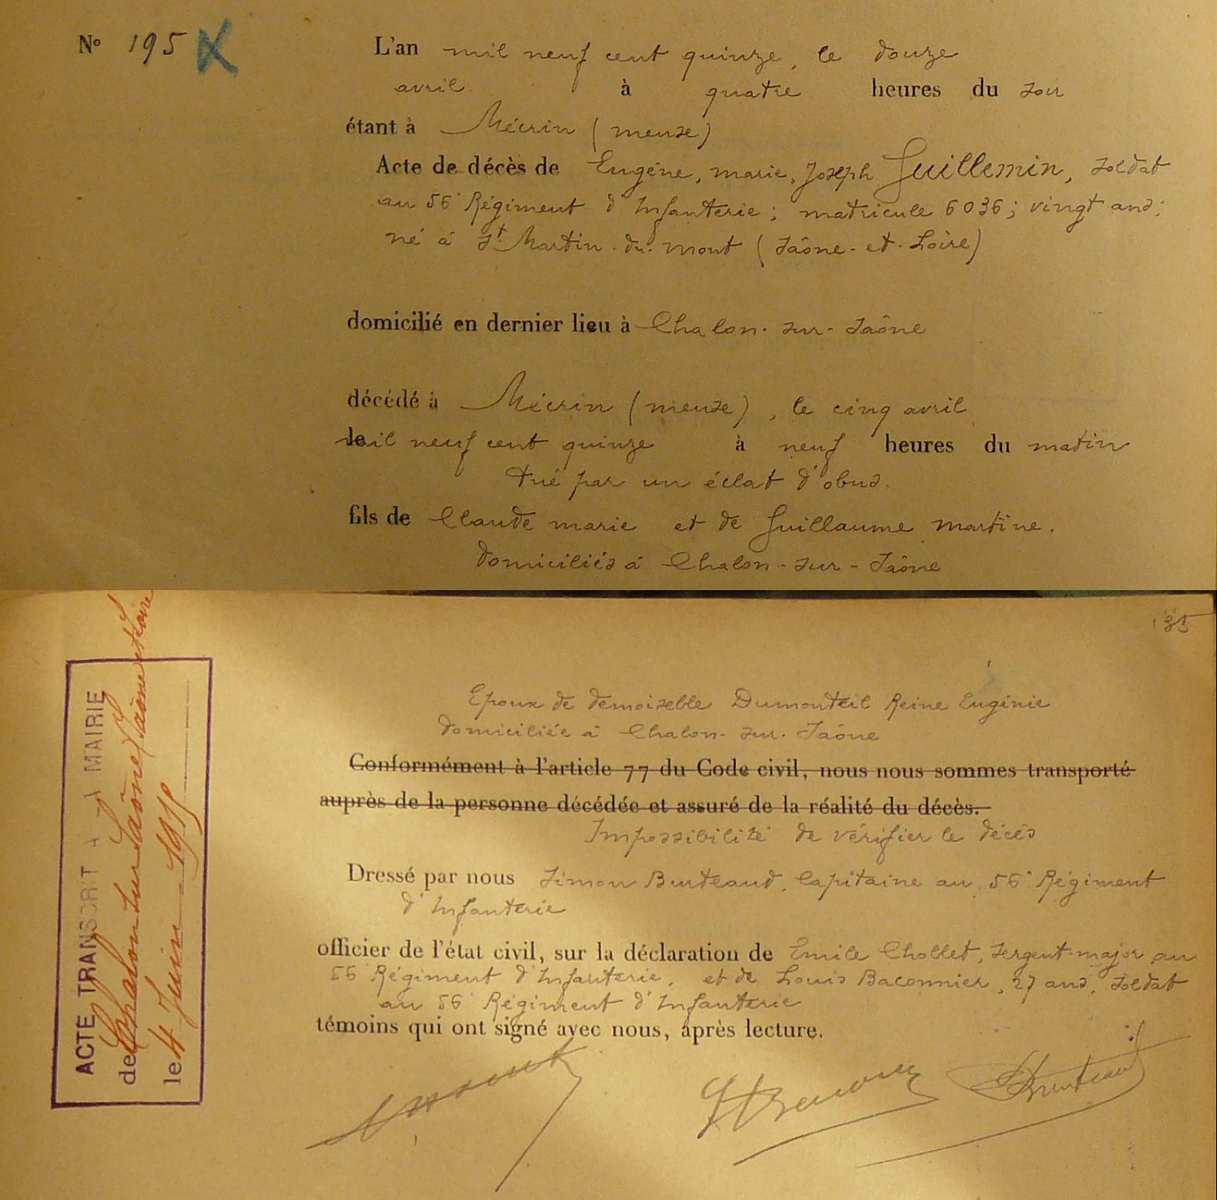 N° 195
L'an mil neuf cent quinze, le douze
avril à quatre heures du soir
étant à Mécrin (meuse)
Acte de décès de Eugène, marie, Joseph Guillemin, soldat
au 56e Régiment d'Infanterie; matricule 6036; vingt ans;
né à St Martin-du-mont (Saône-et-Loire)
domicilié en dernier lieu à Chalon-sur-Saône
décédé à Mécrin (meuse), le cinq avril
le mil neuf cent quinze à neuf heures du matin
tué par un éclat d'obus.
fils de Claude marie et de Guillaume martine.
domiciliés à Chalon-sur-Saône
135
Epoux de demoiselle Dumonteil Reine Eugénie
domiciliée à Chalon-sur-Saône
Conformément à l'article 77 du Code civil, nous nous sommes transporté
auprès de la personne décédée et assuré de la réalité du décès.
Impossibilité de vérifier le décès
Dressé par nous Simon Burteaud, Capitaine au 56e Régiment
d'Infanterie
officier de l'état civil, sur la déclaration de Emile Chollet, sergent-major au
56e Régiment d'Infanterie, et de Louis Baconnier, 27 ans, soldat
au 56e Régiment d'Infanterie
témoins qui ont signé avec nous, après lecture.
ACTE TRANSCRIT A LA MAIRIE
de Chalon sur Saône Saône et Loire
le 4 Juin 1915